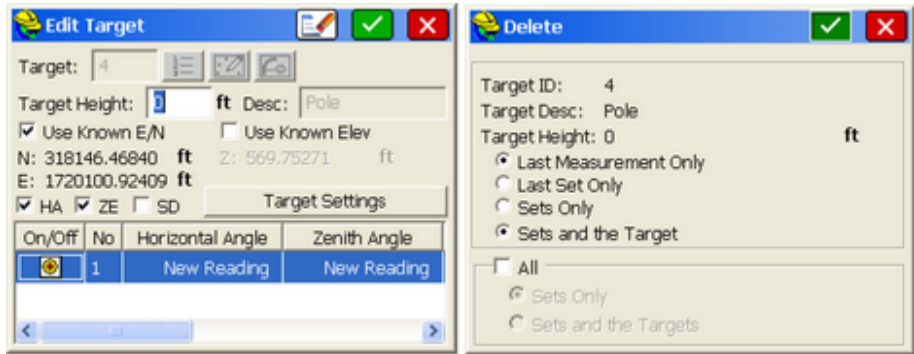 Edit Target
Target: 4
Target Height: 0 ft Desc: Pole
Use Known E/N Use Known Elev
N: 318146.46840 ft Z: 569.75271 ft
E: 1720100.92409 ft
HA ZE SD Target Settings
On/Off No Horizontal Angle Zenith Angle
1 New Reading New Reading
Delete
Target ID: 4
Target Desc: Pole
Target Height: 0 ft
Last Measurement Only
Last Set Only
Sets Only
Sets and the Target
All
Sets Only
Sets and the Targets